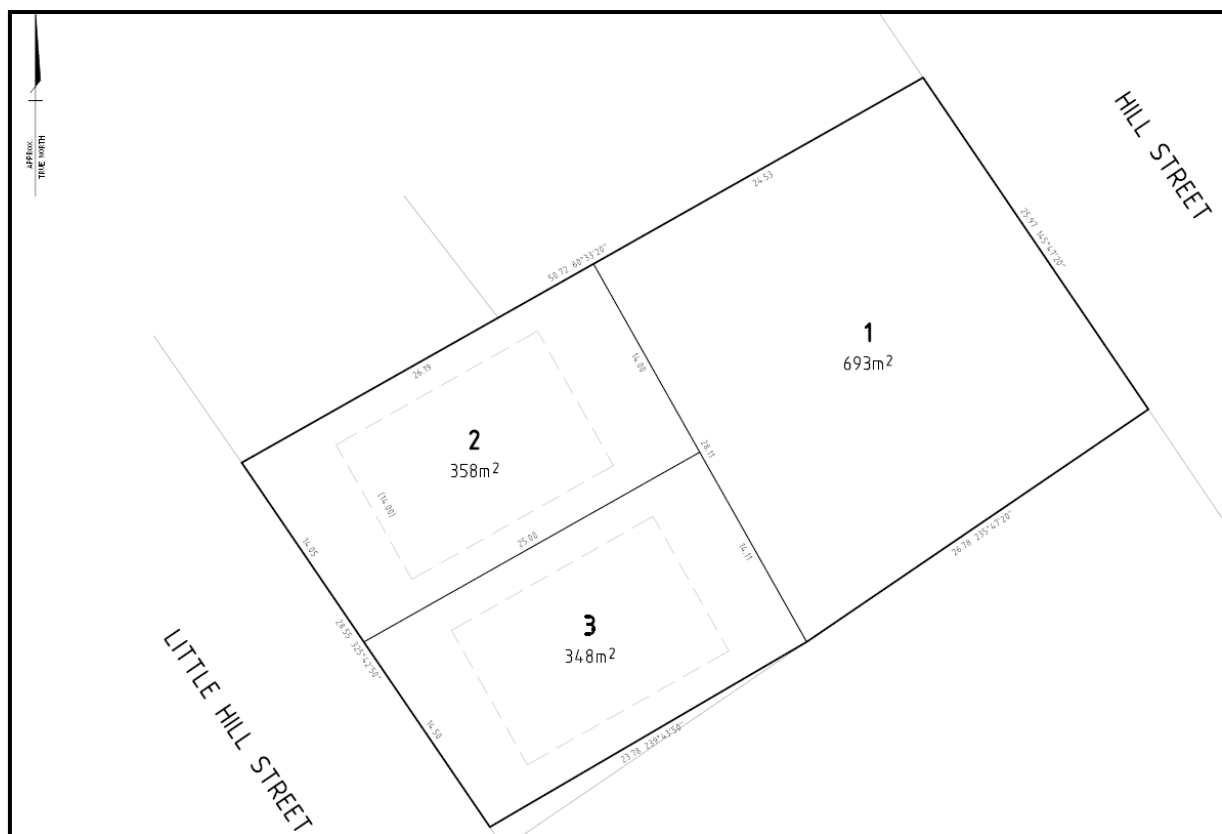 APPROX.
TRUE NORTH
HILL STREET
24.53
50.72 60°33'20"
25.97 145°47'20"
1
693m²
26.19
14.00
2
358m²
28.11
(14.00)
25.00
14.05
14.11
26.78 235°47'20"
3
348m²
28.55 325°42'50"
LITTLE HILL STREET
14.50
23.78 239°43'50"